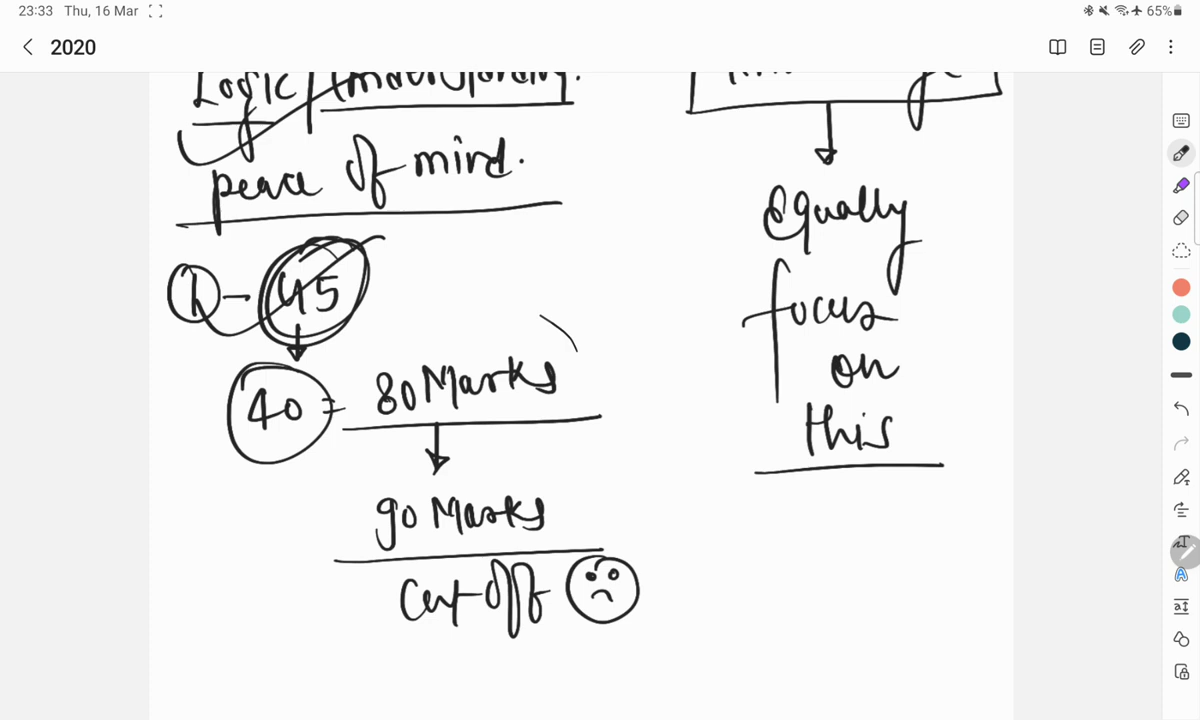 23:33 Thu, 16 Mar
65%
2020
Logic / Understanding.
peace of mind.
1 - 45
40 = 80 Marks
90 Marks
Cut-off
Equally
focus
on
this